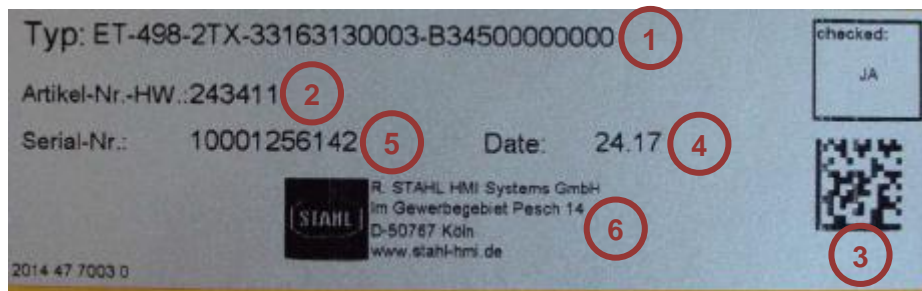 Typ: ET-498-2TX-33163130003-B34500000000 1
checked:
JA
Artikel-Nr.-HW.:243411 2
Serial-Nr.: 10001256142 5 Date: 24.17 4
STAHL
R. STAHL HMI Systems GmbH
Im Gewerbegebiet Pesch 14
D-50767 Köln
www.stahl-hmi.de
6
3
2014 47 7003 0